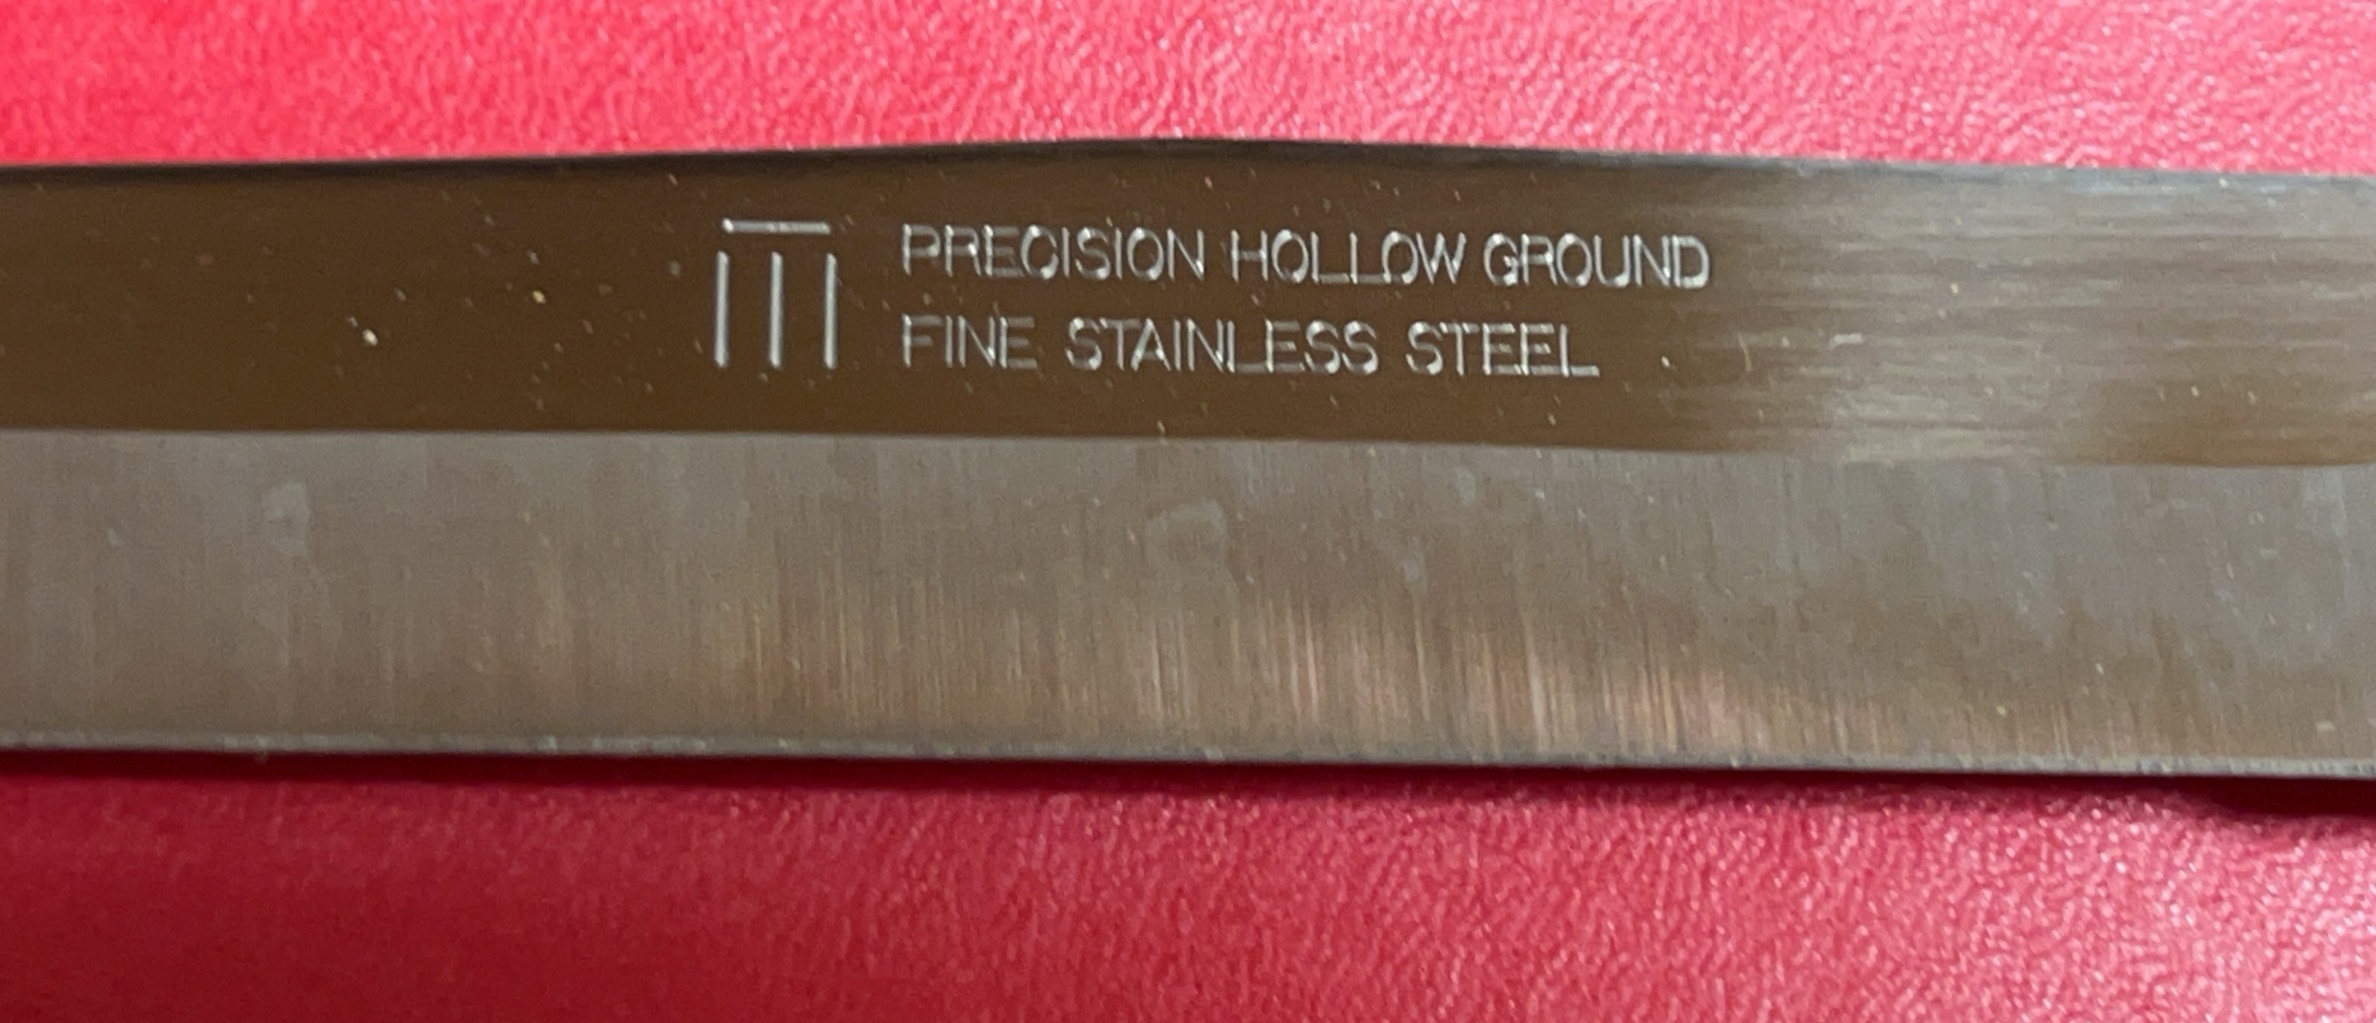 PRECISION HOLLOW GROUND
FINE STAINLESS STEEL